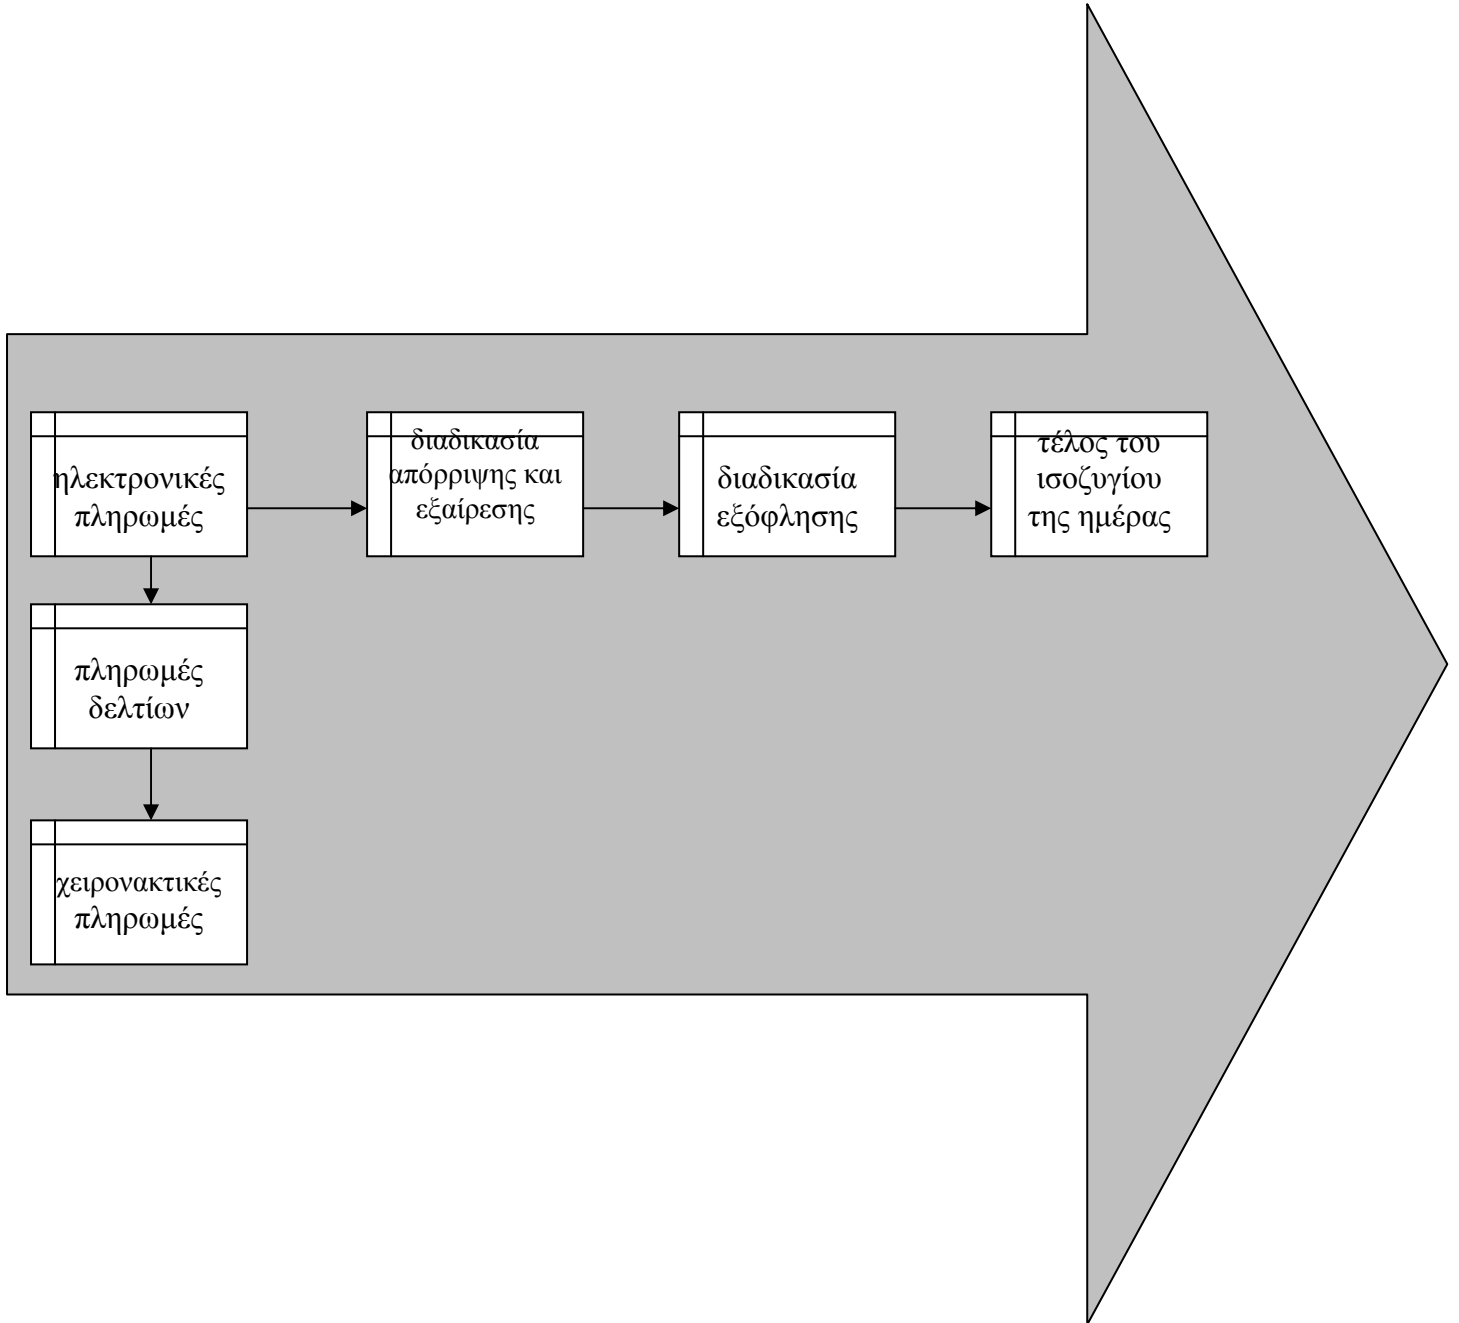 ηλεκτρονικές
πληρωμές
διαδικασία
απόρριψης και
εξαίρεσης
διαδικασία
εξόφλησης
τέλος του
ισοζυγίου
της ημέρας
πληρωμές
δελτίων
χειρονακτικές
πληρωμές